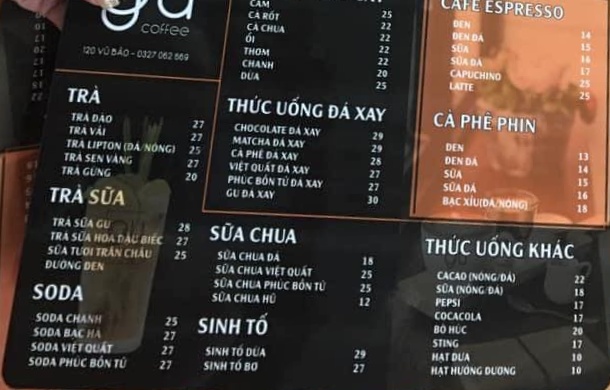 gu
coffee
120 VŨ BẢO - 0327 062 669
TRÀ
TRÀ ĐÀO 27
TRÀ VẢI 27
TRÀ LIPTON (ĐÁ/NÓNG) 25
TRÀ SEN VÀNG 27
TRÀ GỪNG 20
TRÀ SỮA
TRÀ SỮA GU 28
TRÀ SỮA HOA ĐẬU BIẾC 27
SỮA TƯƠI TRÂN CHÂU 25
ĐƯỜNG ĐEN
SODA
SODA CHANH 25
SODA BẠC HÀ 27
SODA VIỆT QUẤT 27
SODA PHÚC BỒN TỬ 27
CAM
CÀ RỐT 25
CÀ CHUA 22
ỔI 22
THƠM 22
CHANH 20
DỪA 25
THỨC UỐNG ĐÁ XAY
CHOCOLATE ĐÁ XAY 29
MATCHA ĐÁ XAY 29
CÀ PHÊ ĐÁ XAY 28
VIỆT QUẤT ĐÁ XAY 27
PHÚC BỒN TỬ ĐÁ XAY 27
GU ĐÁ XAY 30
SỮA CHUA
SỮA CHUA ĐÁ 18
SỮA CHUA VIỆT QUẤT 25
SỮA CHUA PHÚC BỒN TỬ 25
SỮA CHUA HŨ 12
SINH TỐ
SINH TỐ DỪA 29
SINH TỐ BƠ 27
CAFE ESPRESSO
ĐEN 14
ĐEN ĐÁ 15
SỮA 16
SỮA ĐÁ 17
CAPUCHINO 25
LATTE 25
CÀ PHÊ PHIN
ĐEN 13
ĐEN ĐÁ 14
SỮA 15
SỮA ĐÁ 16
BẠC XỈU(ĐÁ/NÓNG) 18
THỨC UỐNG KHÁC
CACAO (NÓNG/ĐÁ) 22
SỮA (NÓNG/ĐÁ) 18
PEPSI 17
COCACOLA 17
BÒ HÚC 20
STING 17
HẠT DƯA 10
HẠT HƯỚNG DƯƠNG 10